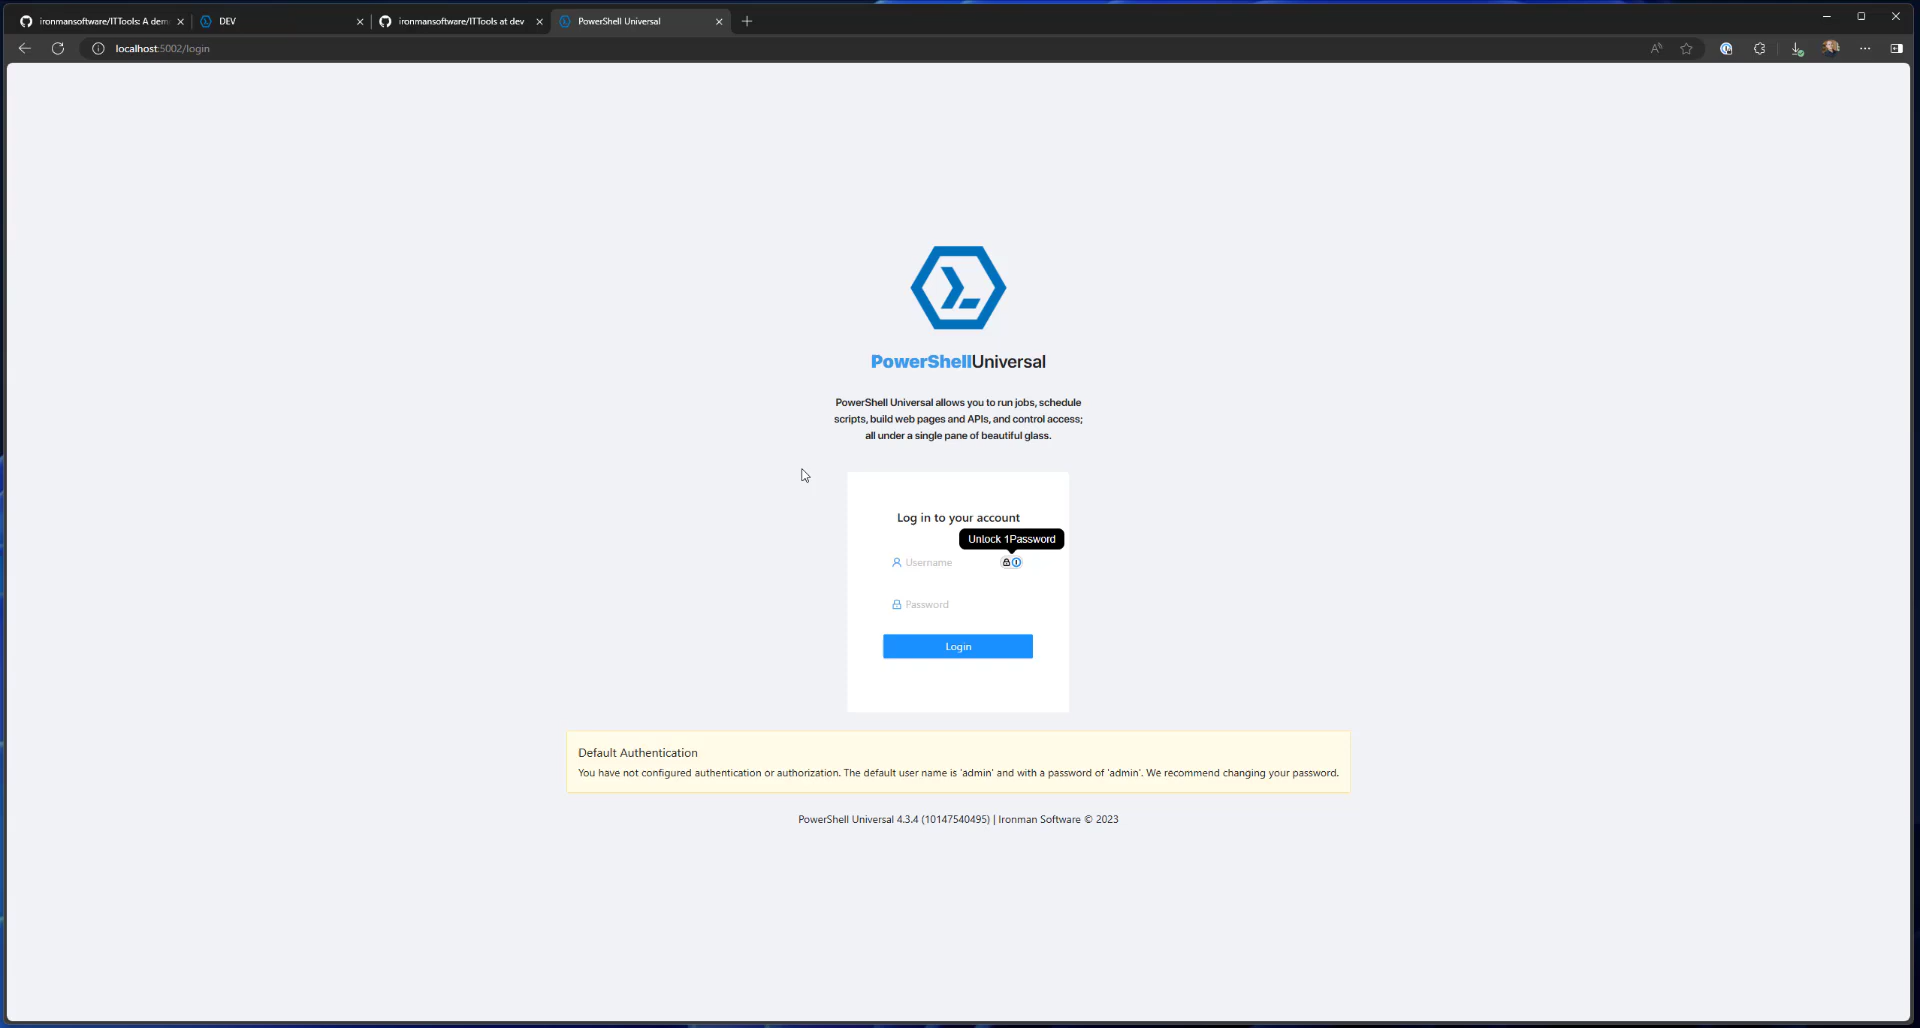 ironmansoftware/ITTools: A dem
DEV
ironmansoftware/ITTools at dev
PowerShell Universal
localhost:5002/login
PowerShellUniversal
PowerShell Universal allows you to run jobs, schedule
scripts, build web pages and APIs, and control access;
all under a single pane of beautiful glass.
Log in to your account
Unlock 1Password
Username
Password
Login
Default Authentication
You have not configured authentication or authorization. The default user name is 'admin' and with a password of 'admin'. We recommend changing your password.
PowerShell Universal 4.3.4 (10147540495) | Ironman Software © 2023